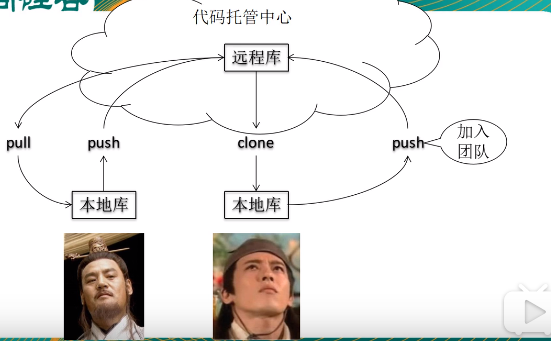 代码托管中心
远程库
pull
push
clone
push
加入
团队
本地库
本地库